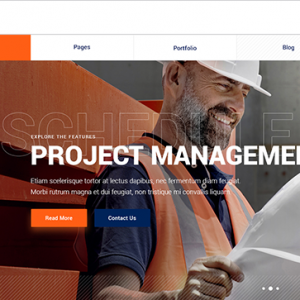 Pages Portfolio Blog
SCHEDULE
EXPLORE THE FEATURES
PROJECT MANAGEME
Etiam scelerisque tortor at lectus dapibus, nec fermentum diam feugiat.
Morbi rutrum magna et dui feugiat, non tristique mi convallis liquam
Read More Contact Us